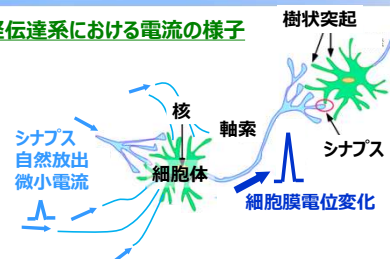 伝達系における電流の様子
樹状突起
核
軸索
シナプス
シナプス
自然放出
微小電流
細胞体
細胞膜電位変化